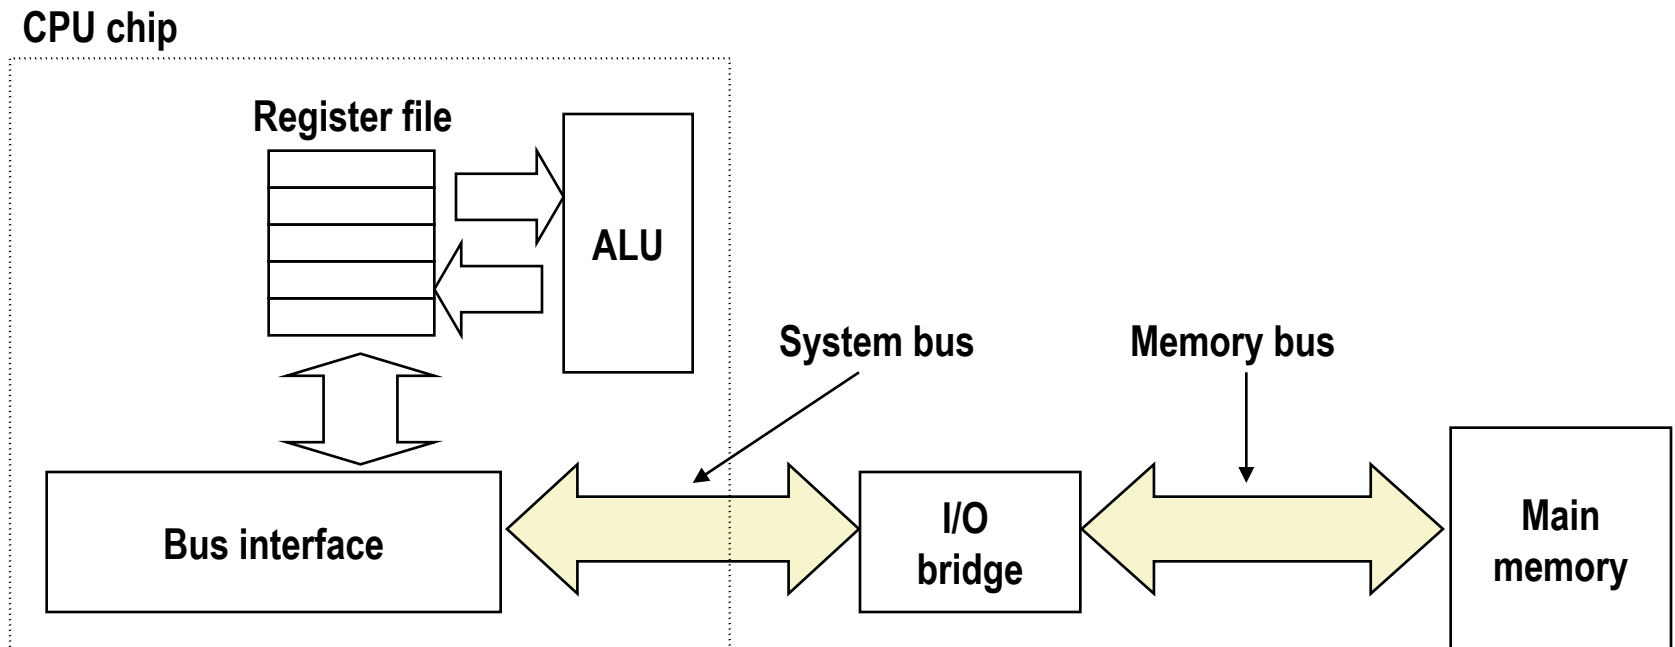 CPU chip
Register file
ALU
System bus
Memory bus
Bus interface
I/O
bridge
Main
memory